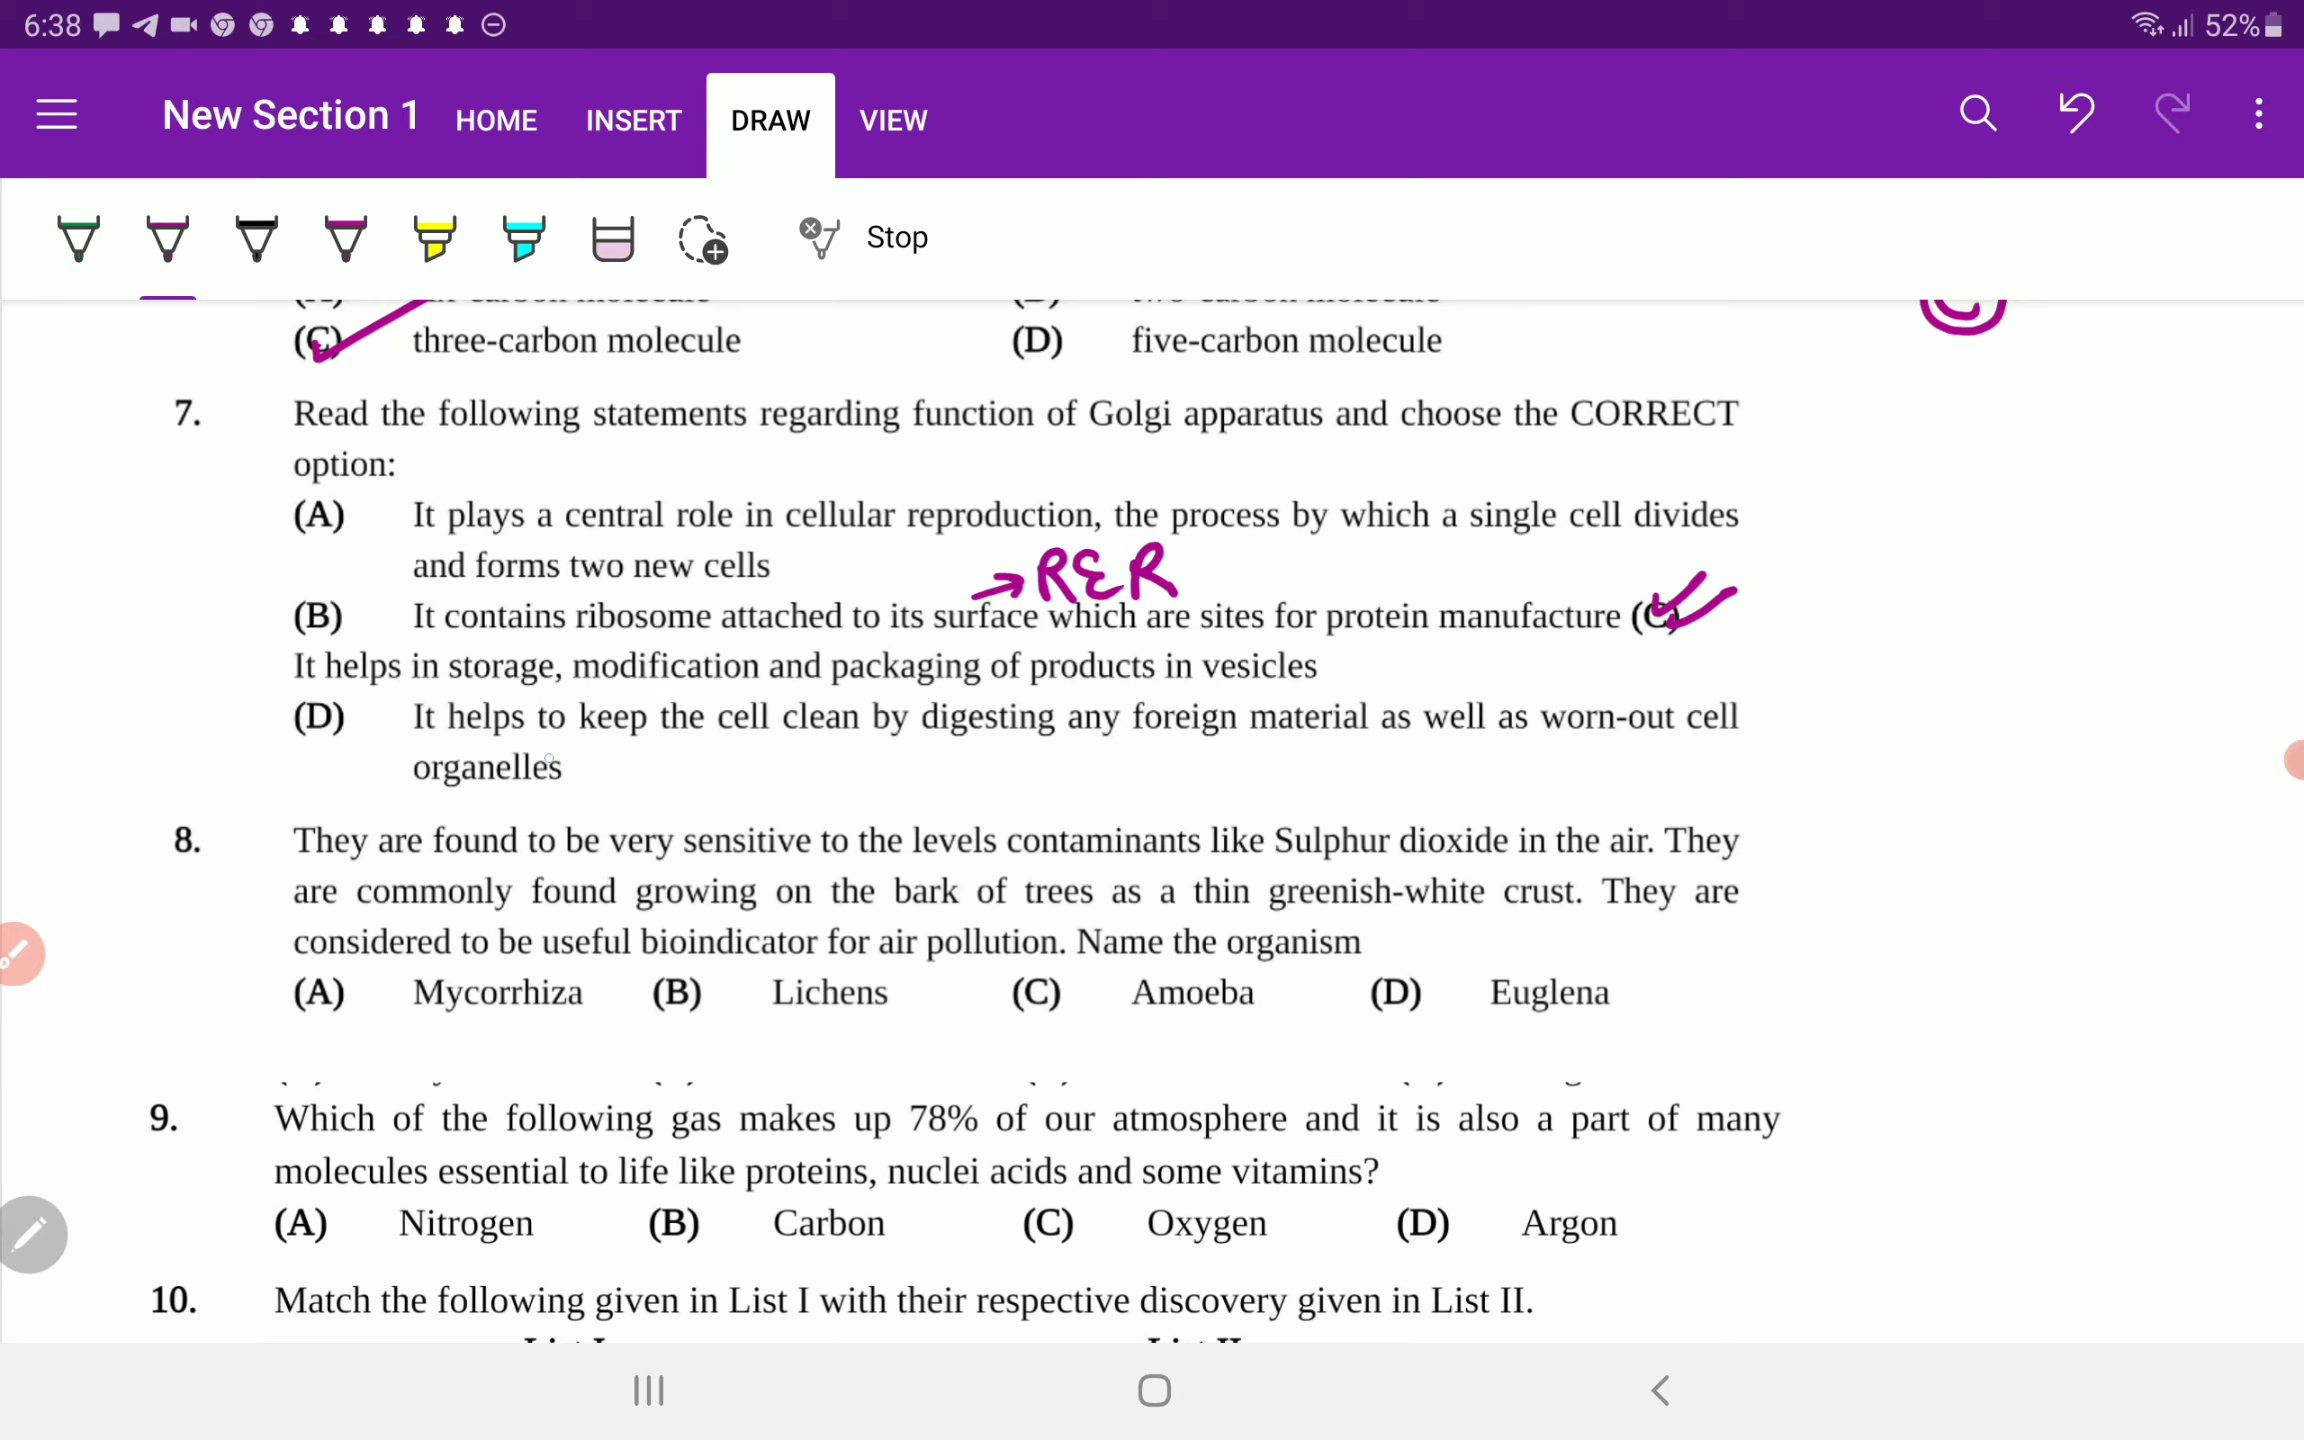 6:38 52%
New Section 1 HOME INSERT DRAW VIEW
Stop
(C) three-carbon molecule (D) five-carbon molecule
7. Read the following statements regarding function of Golgi apparatus and choose the CORRECT
option:
(A) It plays a central role in cellular reproduction, the process by which a single cell divides
and forms two new cells
→RER
(B) It contains ribosome attached to its surface which are sites for protein manufacture (C)
It helps in storage, modification and packaging of products in vesicles
(D) It helps to keep the cell clean by digesting any foreign material as well as worn-out cell
organelles
8. They are found to be very sensitive to the levels contaminants like Sulphur dioxide in the air. They
are commonly found growing on the bark of trees as a thin greenish-white crust. They are
considered to be useful bioindicator for air pollution. Name the organism
(A) Mycorrhiza (B) Lichens (C) Amoeba (D) Euglena
9. Which of the following gas makes up 78% of our atmosphere and it is also a part of many
molecules essential to life like proteins, nuclei acids and some vitamins?
(A) Nitrogen (B) Carbon (C) Oxygen (D) Argon
10. Match the following given in List I with their respective discovery given in List II.